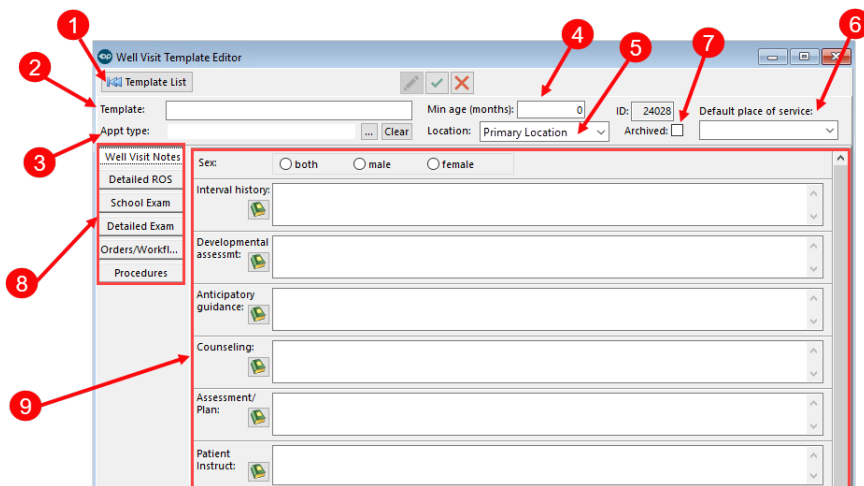 1
2
3
4
5
6
7
8
9
op Well Visit Template Editor
Template List
Template:
Min age (months): 0
ID: 24028
Default place of service:
Appt type:
... Clear
Location: Primary Location
Archived:
Well Visit Notes
Detailed ROS
School Exam
Detailed Exam
Orders/Workfl...
Procedures
Sex:
both
male
female
Interval history:
Developmental
assessmt:
Anticipatory
guidance:
Counseling:
Assessment/
Plan:
Patient
Instruct: